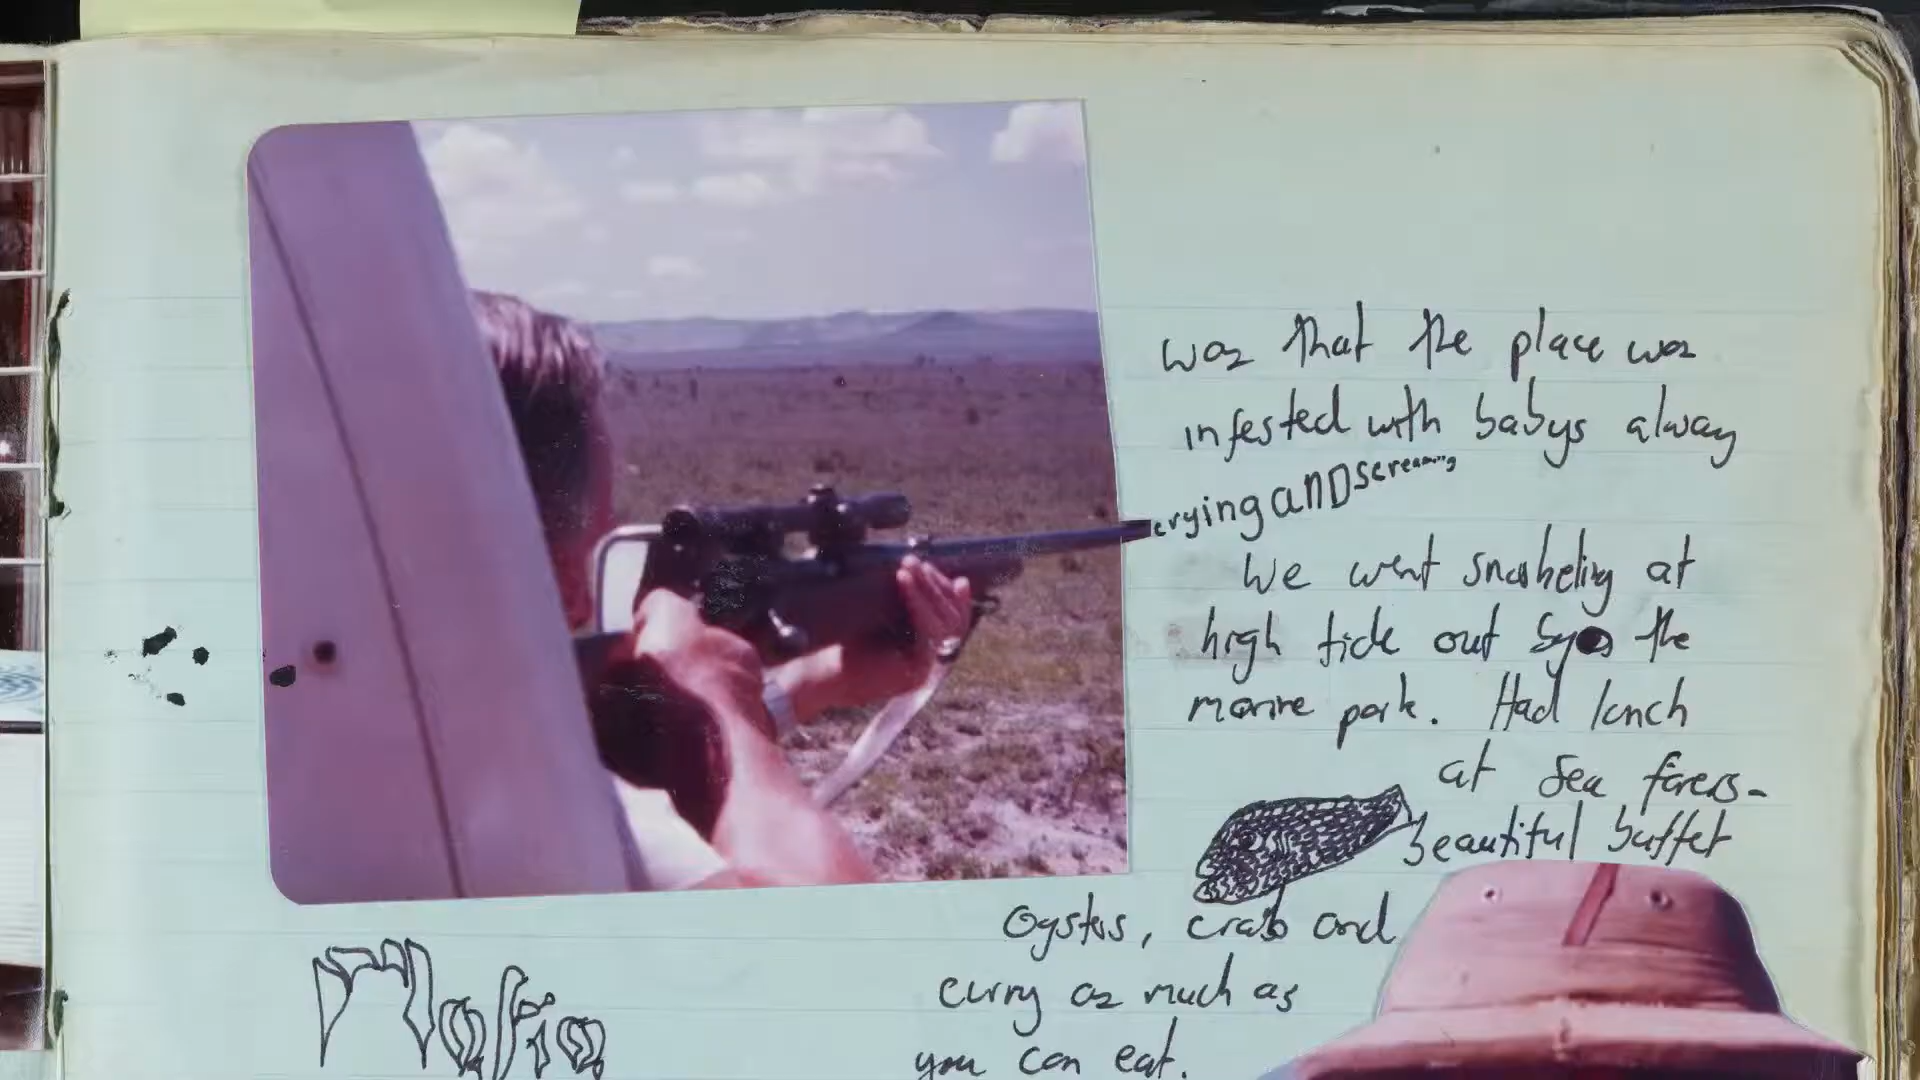 was that the place was
infested with babys alway
crying anD screaming
We went snorkeling at
high tide out by the
marine park. Had lunch
at Sea farers-
beautiful buffet
Oysters, crab and
curry as much as
you can eat.
Mafia